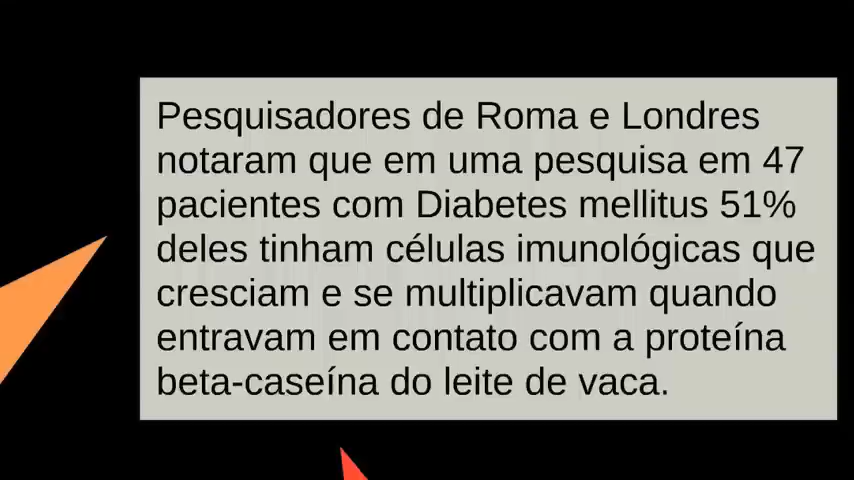 Pesquisadores de Roma e Londres
notaram que em uma pesquisa em 47
pacientes com Diabetes mellitus 51%
deles tinham células imunológicas que
cresciam e se multiplicavam quando
entravam em contato com a proteína
beta-caseína do leite de vaca.